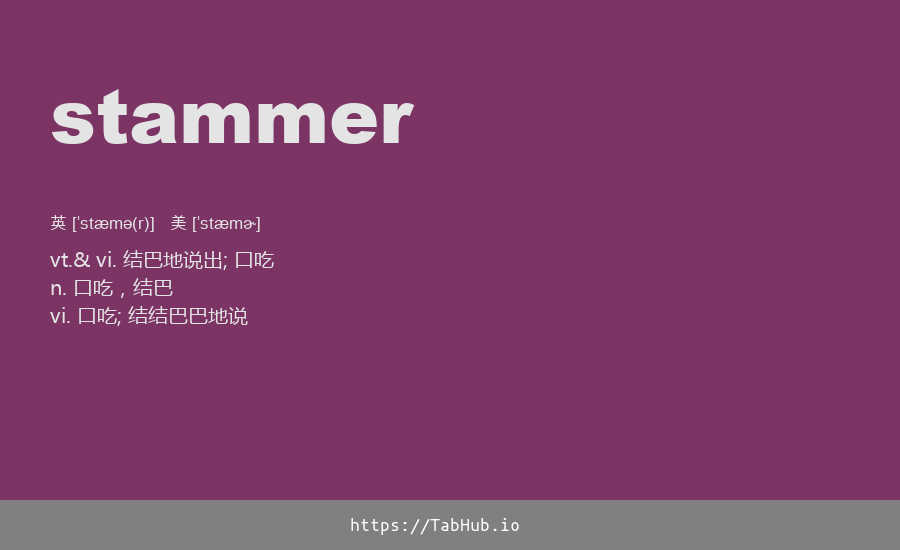 stammer
英 [ˈstæmə(r)] 美 [ˈstæmɚ]
vt.& vi. 结巴地说出; 口吃
n. 口吃，结巴
vi. 口吃; 结结巴巴地说
https://TabHub.io